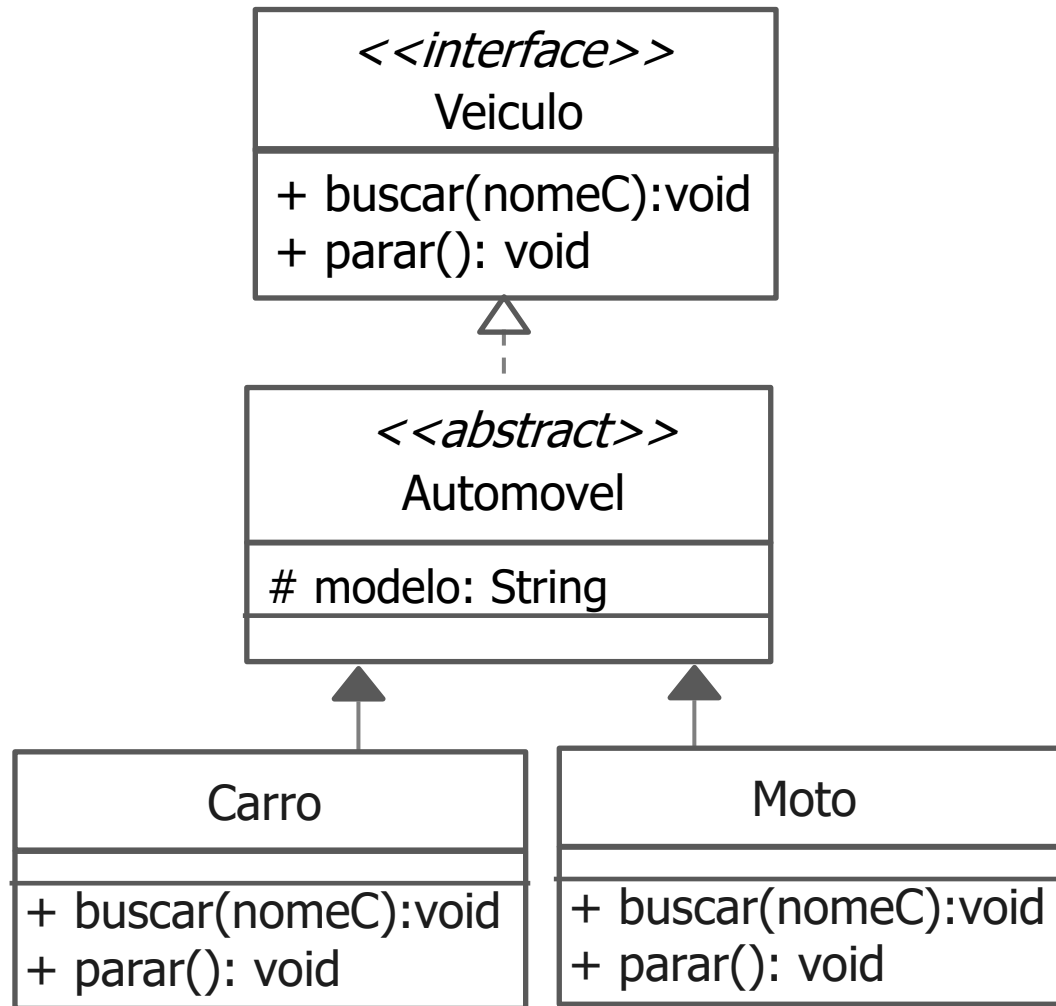 <<interface>>
Veiculo
+ buscar(nomeC):void
+ parar(): void
<<abstract>>
Automovel
# modelo: String
Carro
+ buscar(nomeC):void
+ parar(): void
Moto
+ buscar(nomeC):void
+ parar(): void